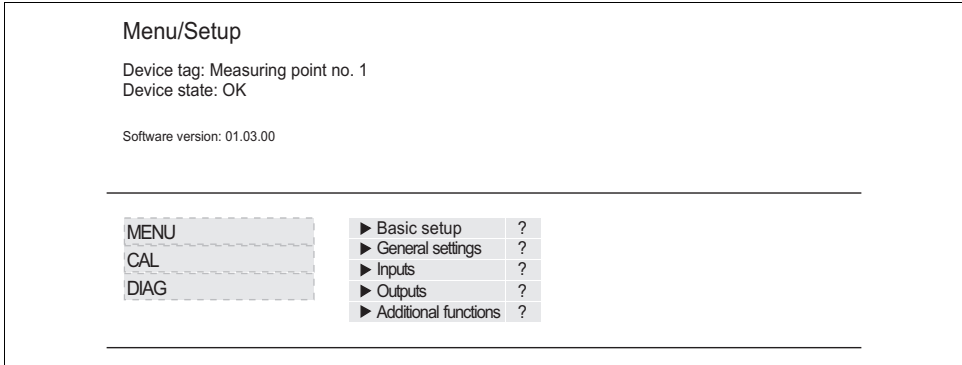 Menu/Setup
Device tag: Measuring point no. 1
Device state: OK
Software version: 01.03.00
MENU
CAL
DIAG
▶ Basic setup ?
▶ General settings ?
▶ Inputs ?
▶ Outputs ?
▶ Additional functions ?